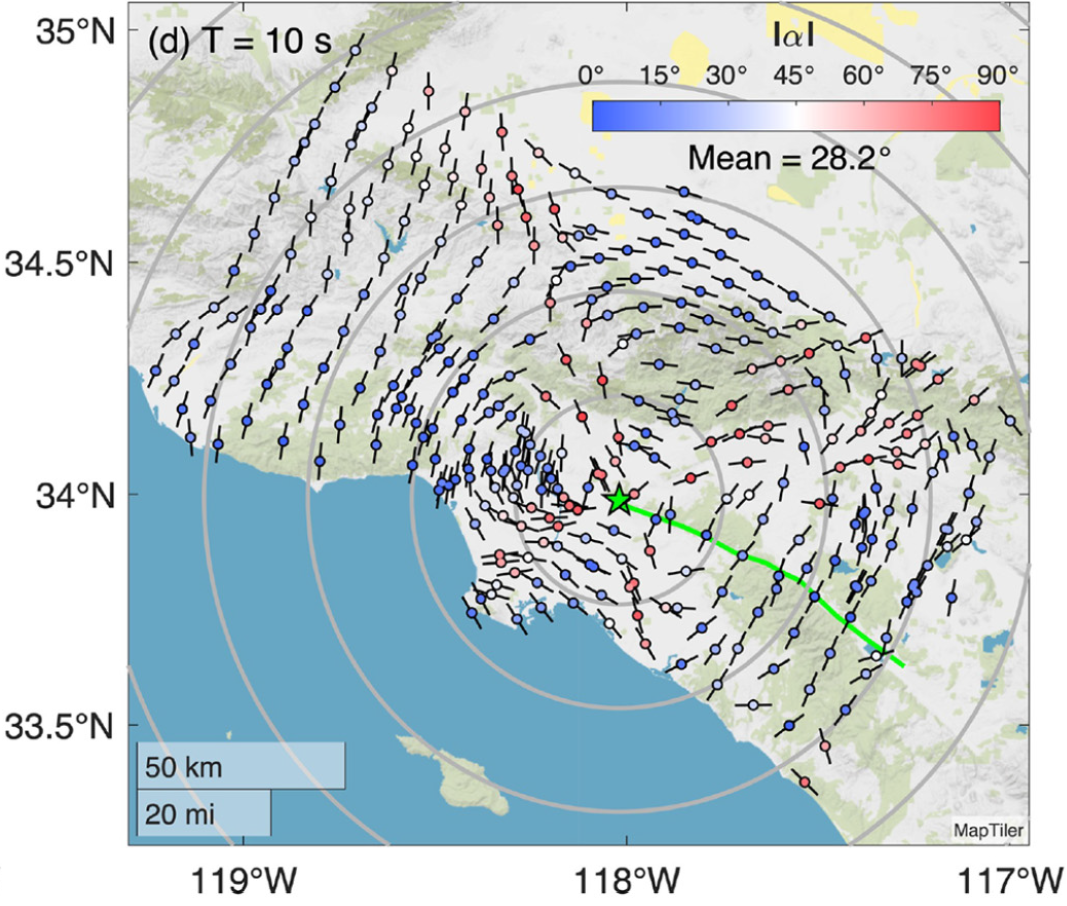 35°N
(d) T = 10 s
|α|
0° 15° 30° 45° 60° 75° 90°
Mean = 28.2°
34.5°N
34°N
33.5°N
50 km
20 mi
MapTiler
119°W 118°W 117°W